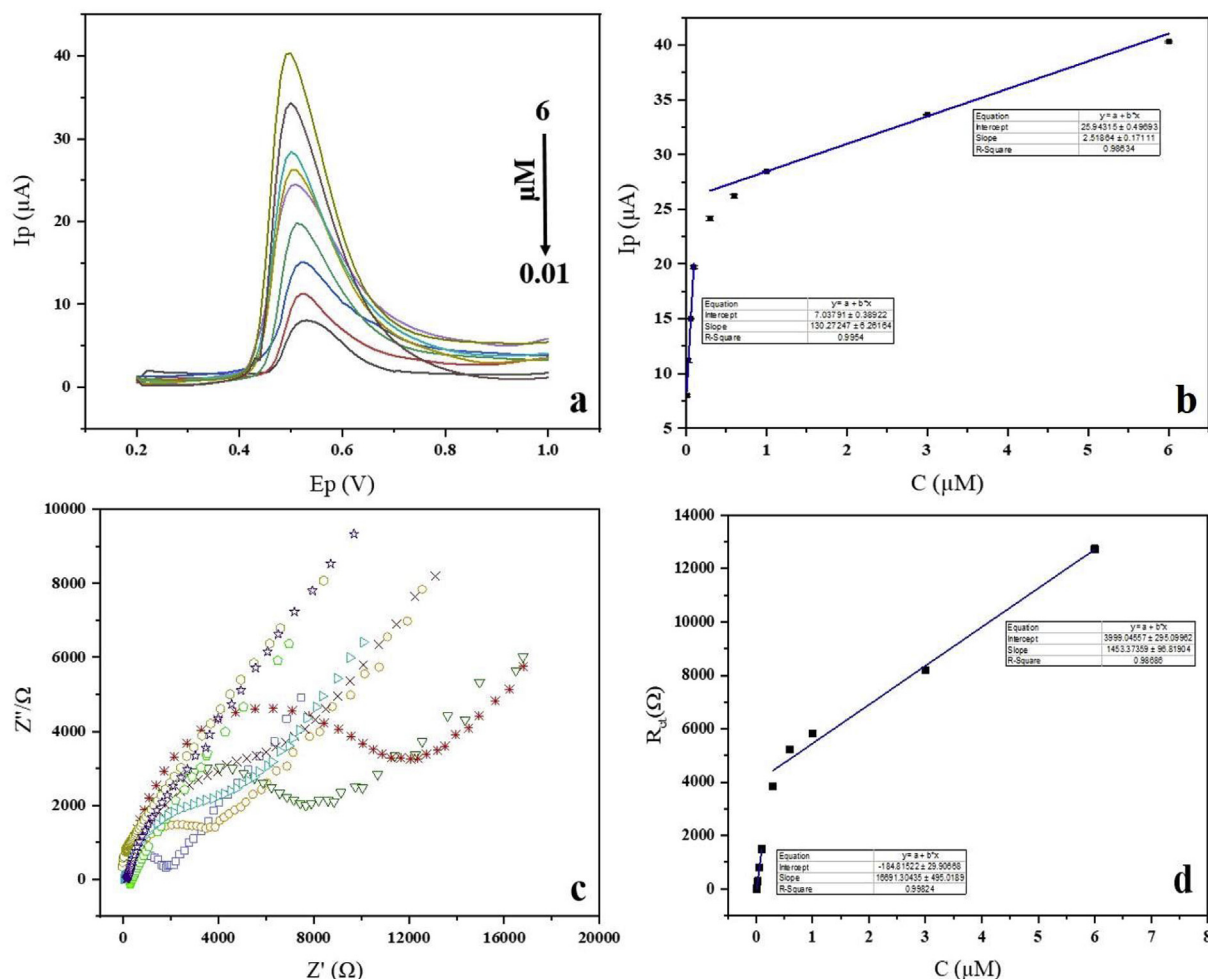 40
30
20
10
0
Ip (µA)
6
µM
0.01
a
0.2
0.4
0.6
0.8
1.0
Ep (V)
40
35
30
25
20
15
10
5
Ip (µA)
Equation y = a + b*x
Intercept 25.94315 ± 0.49693
Slope 2.51864 ± 0.17111
R-Square 0.98634
Equation y = a + b*x
Intercept 7.03791 ± 0.38922
Slope 130.27247 ± 6.26164
R-Square 0.9954
b
0
1
2
3
4
5
6
C (µM)
10000
8000
6000
4000
2000
0
Z''/Ω
c
0
4000
8000
12000
16000
20000
Z' (Ω)
14000
12000
10000
8000
6000
4000
2000
0
Rct(Ω)
Equation y = a + b*x
Intercept 3999.04557 ± 295.09962
Slope 1453.37359 ± 96.81904
R-Square 0.98686
Equation y = a + b*x
Intercept -184.81522 ± 29.90668
Slope 16691.30435 ± 495.0189
R-Square 0.99824
d
0
1
2
3
4
5
6
7
8
C (µM)